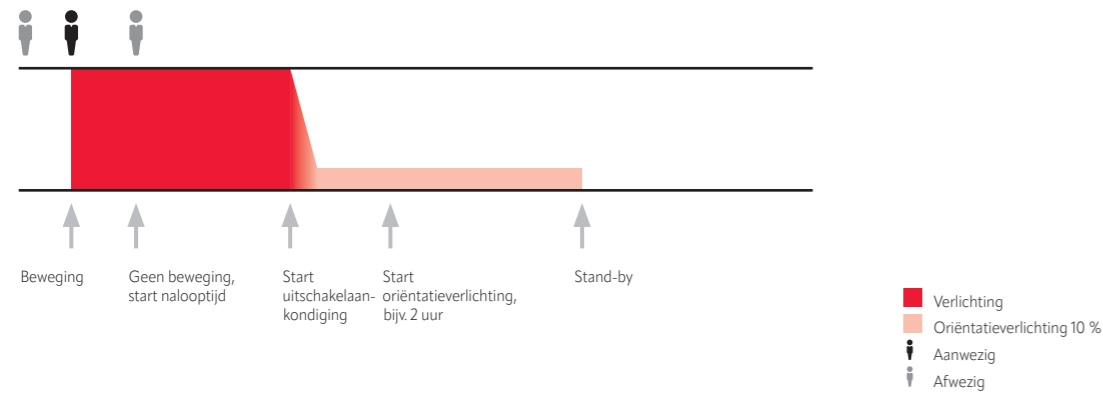 Beweging
Geen beweging,
start nalooptijd
Start
uitschakelaan-
kondiging
Start
oriëntatieverlichting,
bijv. 2 uur
Stand-by
Verlichting
Oriëntatieverlichting 10 %
Aanwezig
Afwezig